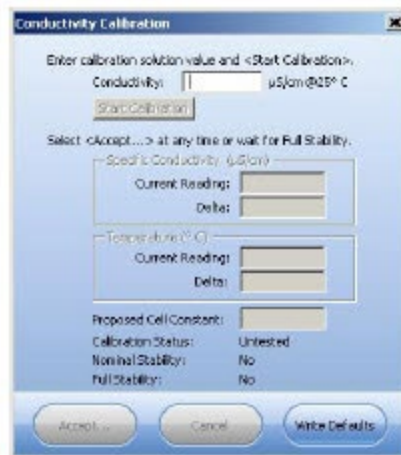 Conductivity Calibration
Enter calibration solution value and <Start Calibration>.
Conductivity: µS/cm @25° C
Start Calibration
Select <Accept...> at any time or wait for Full Stability.
Specific Conductivity (µS/cm)
Current Reading:
Delta:
Temperature (° C)
Current Reading:
Delta:
Proposed Cell Constant:
Calibration Status: Untested
Nominal Stability: No
Full Stability: No
Accept... Cancel Write Defaults